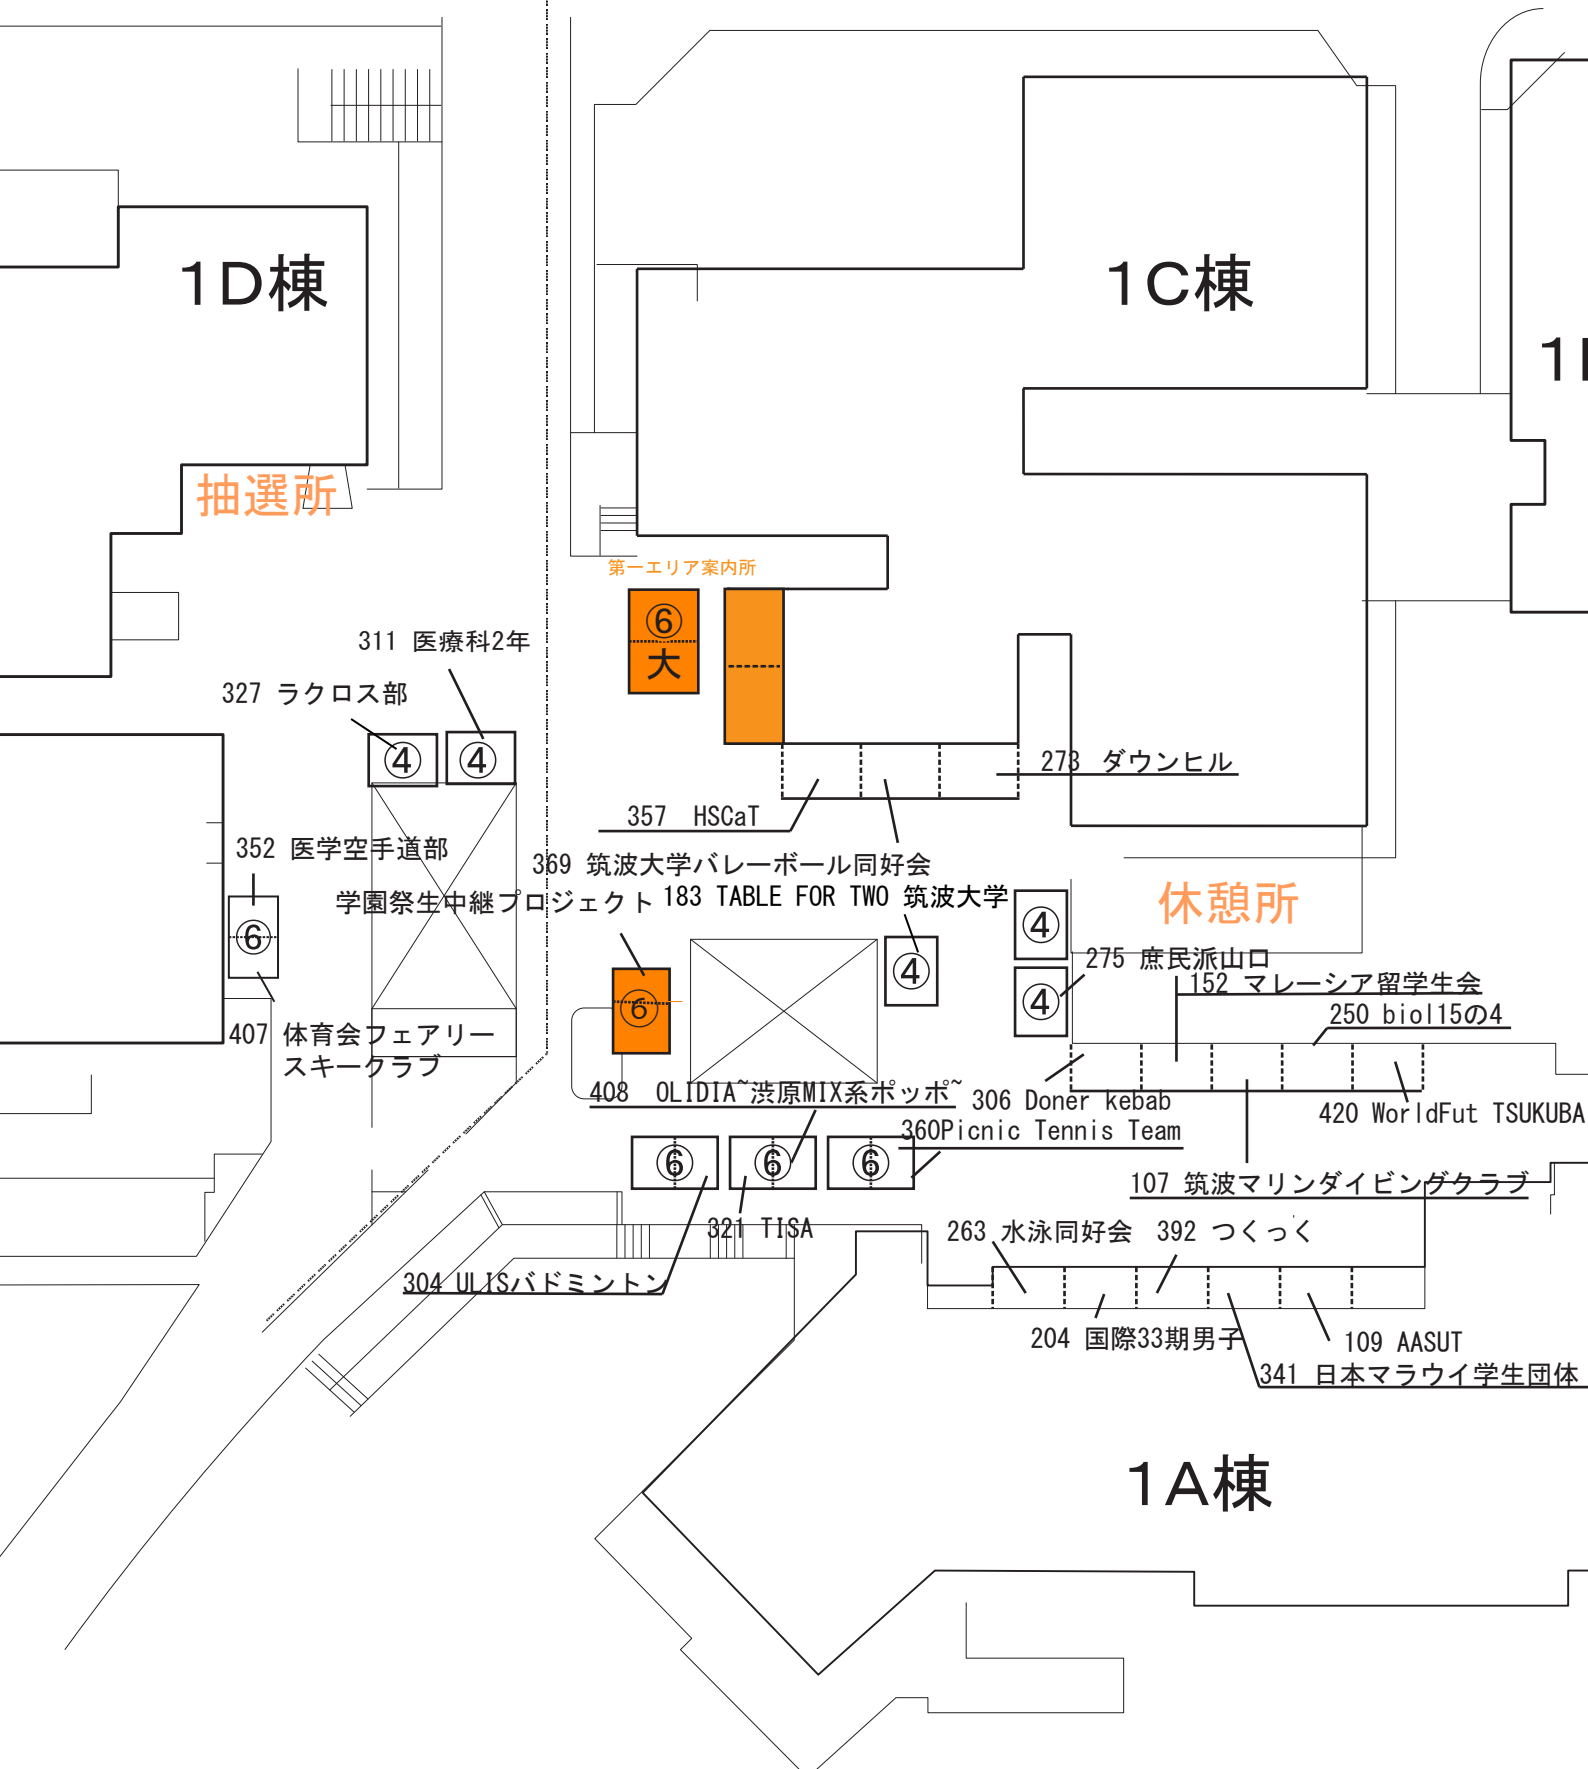 1D棟
1C棟
抽選所
第一エリア案内所
⑥
大
311 医療科2年
327 ラクロス部
④
④
273 ダウンヒル
357 HSCaT
352 医学空手道部
369 筑波大学バレーボール同好会
学園祭生中継プロジェクト
183 TABLE FOR TWO 筑波大学
休憩所
⑥
④
④
275 庶民派山口
152 マレーシア留学生会
④
⑥
250 biol15の4
407 体育会フェアリー
スキークラブ
408 OLIDIA~渋原MIX系ポッポ~
306 Doner kebab
420 WorldFut TSUKUBA
360Picnic Tennis Team
⑥
⑥
⑥
107 筑波マリンダイビングクラブ
321 TISA
263 水泳同好会
392 つくっく
304 ULISバドミントン
204 国際33期男子
109 AASUT
341 日本マラウイ学生団体
1A棟